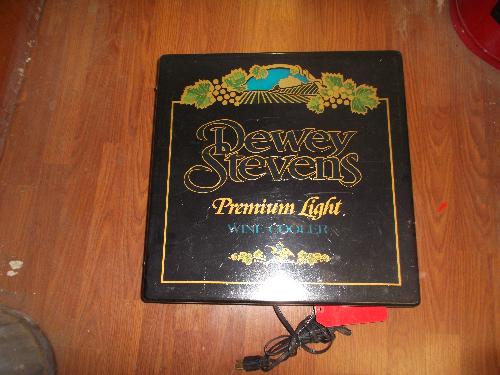 Dewey
Stevens
Premium Light
WINE COOLER